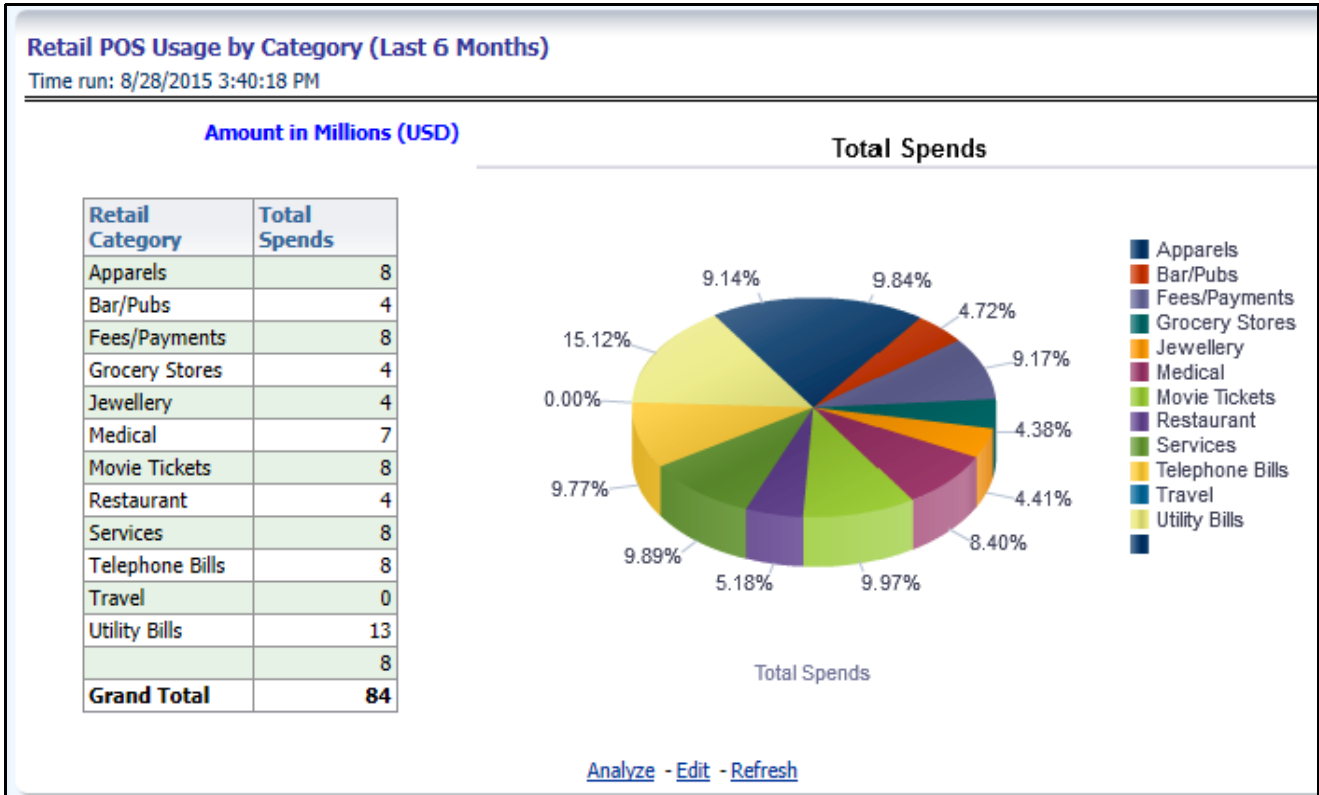 Retail POS Usage by Category (Last 6 Months)
Time run: 8/28/2015 3:40:18 PM
Amount in Millions (USD)
Retail Category Total Spends
Apparels 8
Bar/Pubs 4
Fees/Payments 8
Grocery Stores 4
Jewellery 4
Medical 7
Movie Tickets 8
Restaurant 4
Services 8
Telephone Bills 8
Travel 0
Utility Bills 13
8
Grand Total 84
Total Spends
9.14%
9.84%
4.72%
15.12%
9.17%
0.00%
4.38%
9.77%
4.41%
9.89%
8.40%
5.18%
9.97%
Total Spends
Apparels
Bar/Pubs
Fees/Payments
Grocery Stores
Jewellery
Medical
Movie Tickets
Restaurant
Services
Telephone Bills
Travel
Utility Bills
Analyze - Edit - Refresh